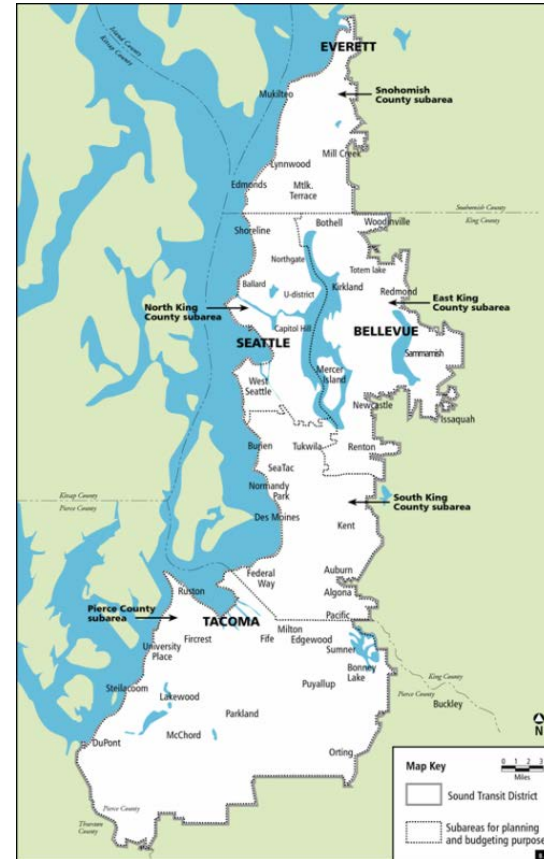 EVERETT
Island County
Kitsap County
Snohomish
County subarea
Mukilteo
Mill Creek
Lynnwood
Edmonds
Mtlk.
Terrace
Snohomish County
King County
Shoreline
Bothell
Woodinville
Northgate
Totem lake
Ballard
Kirkland
Redmond
U-district
North King
County subarea
East King
County subarea
Capitol Hill
SEATTLE
BELLEVUE
Sammamish
Mercer
Island
West
Seattle
Newcastle
Issaquah
Burien
Tukwila
Renton
SeaTac
Normandy
Park
Kitsap County
Pierce County
South King
County subarea
Des Moines
Kent
Federal
Way
Auburn
Algona
Ruston
Pierce County
subarea
TACOMA
Pacific
Milton
Fife
Edgewood
Fircrest
University
Place
Sumner
Bonney
Lake
King County
Pierce County
Buckley
Puyallup
Steilacoom
Lakewood
Parkland
McChord
DuPont
Orting
N
Pierce County
Thurston
County
Map Key
0 1 2 3
Miles
Sound Transit District
Subareas for planning
and budgeting purpose